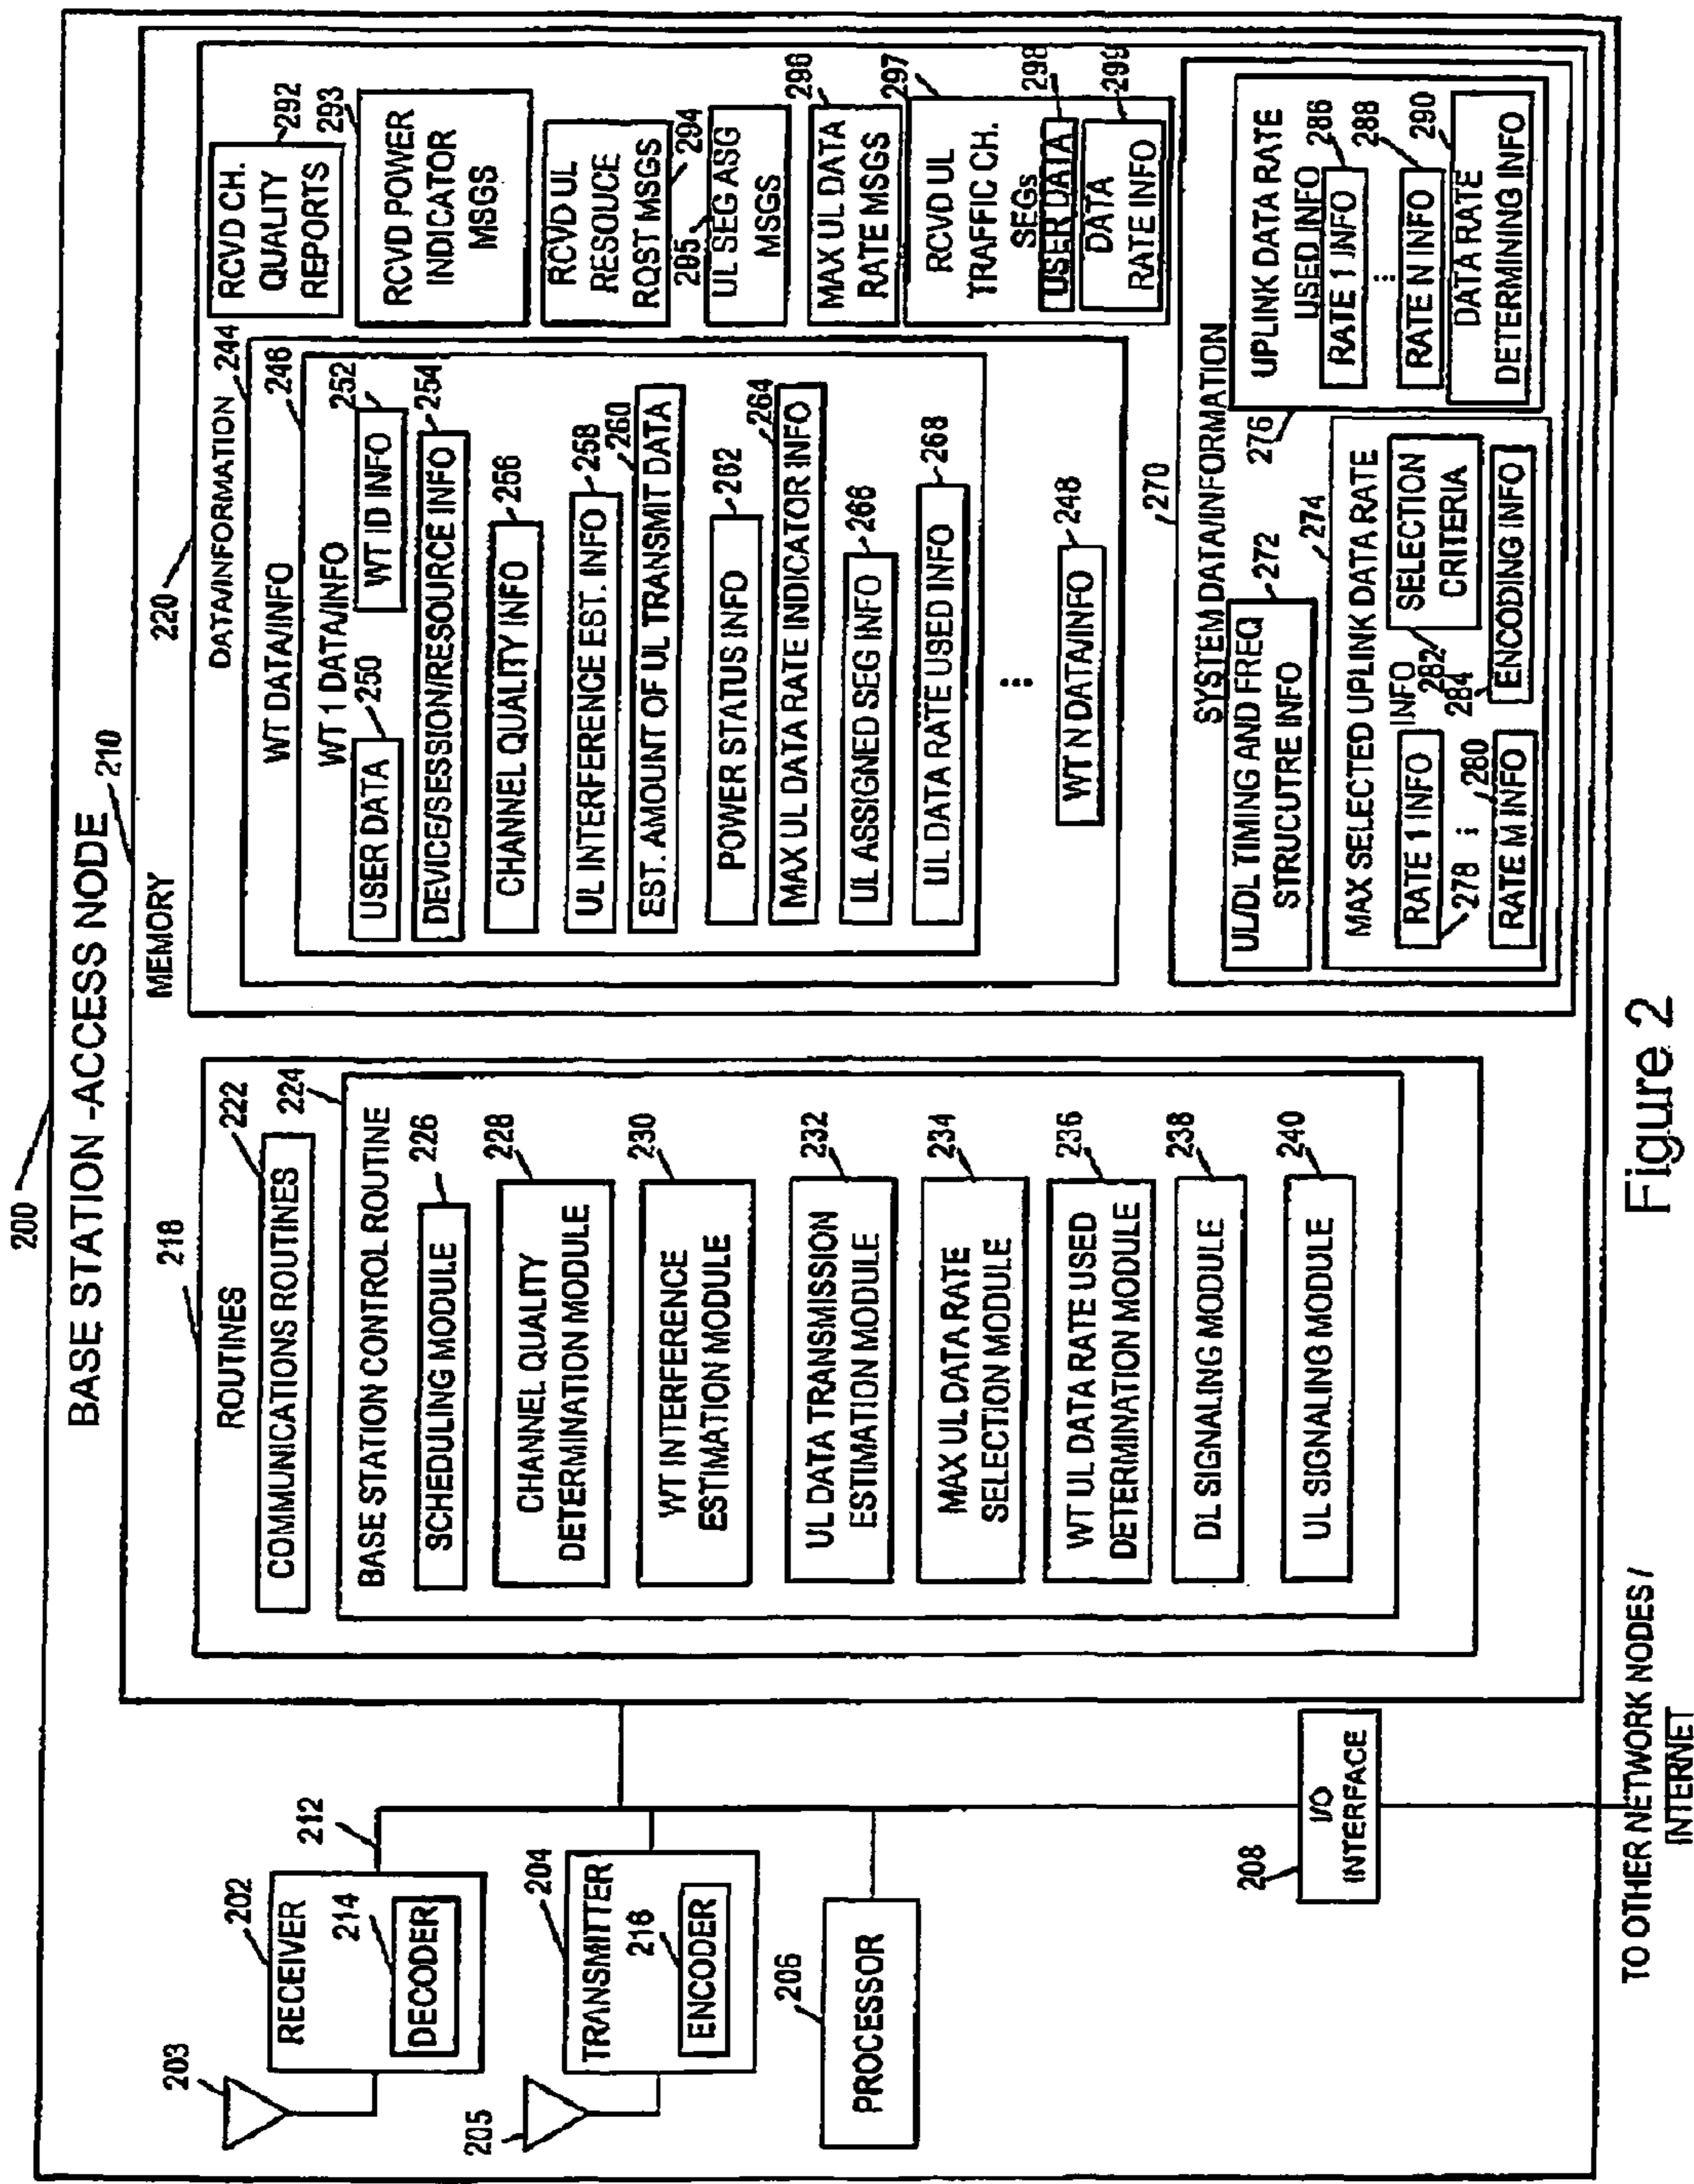 200
BASE STATION -ACCESS NODE
210
MEMORY
203
202
RECEIVER
214
DECODER
212
205
204
TRANSMITTER
216
ENCODER
206
PROCESSOR
208
I/O
INTERFACE
TO OTHER NETWORK NODES /
INTERNET
218
ROUTINES
222
COMMUNICATIONS ROUTINES
224
BASE STATION CONTROL ROUTINE
226
SCHEDULING MODULE
228
CHANNEL QUALITY
DETERMINATION MODULE
230
WT INTERFERENCE
ESTIMATION MODULE
232
UL DATA TRANSMISSION
ESTIMATION MODULE
234
MAX UL DATA RATE
SELECTION MODULE
236
WT UL DATA RATE USED
DETERMINATION MODULE
238
DL SIGNALING MODULE
240
UL SIGNALING MODULE
220
DATA/INFORMATION
244
WT DATA/INFO
246
WT 1 DATA/INFO
250
252
USER DATA
WT ID INFO
254
DEVICE/SESSION/RESOURCE INFO
256
CHANNEL QUALITY INFO
258
UL INTERFERENCE EST. INFO
260
EST. AMOUNT OF UL TRANSMIT DATA
262
POWER STATUS INFO
264
MAX UL DATA RATE INDICATOR INFO
266
UL ASSIGNED SEG INFO
268
UL DATA RATE USED INFO
...
248
WT N DATA/INFO
292
RCVD CH.
QUALITY
REPORTS
293
RCVD POWER
INDICATOR
MSGS
RCVD UL
RESOUCE
RQST MSGS
294
295
UL SEG ASG
MSGS
296
MAX UL DATA
RATE MSGS
297
RCVD UL
TRAFFIC CH.
SEGs
298
USER DATA
299
DATA
RATE INFO
270
SYSTEM DATA/INFORMATION
272
UL/DL TIMING AND FREQ
STRUCUTRE INFO
274
MAX SELECTED UPLINK DATA RATE
INFO
RATE 1 INFO
278
:
280
RATE M INFO
282
SELECTION
CRITERIA
284
ENCODING INFO
276
UPLINK DATA RATE
USED INFO
286
RATE 1 INFO
...
288
RATE N INFO
290
DATA RATE
DETERMINING INFO
Figure 2